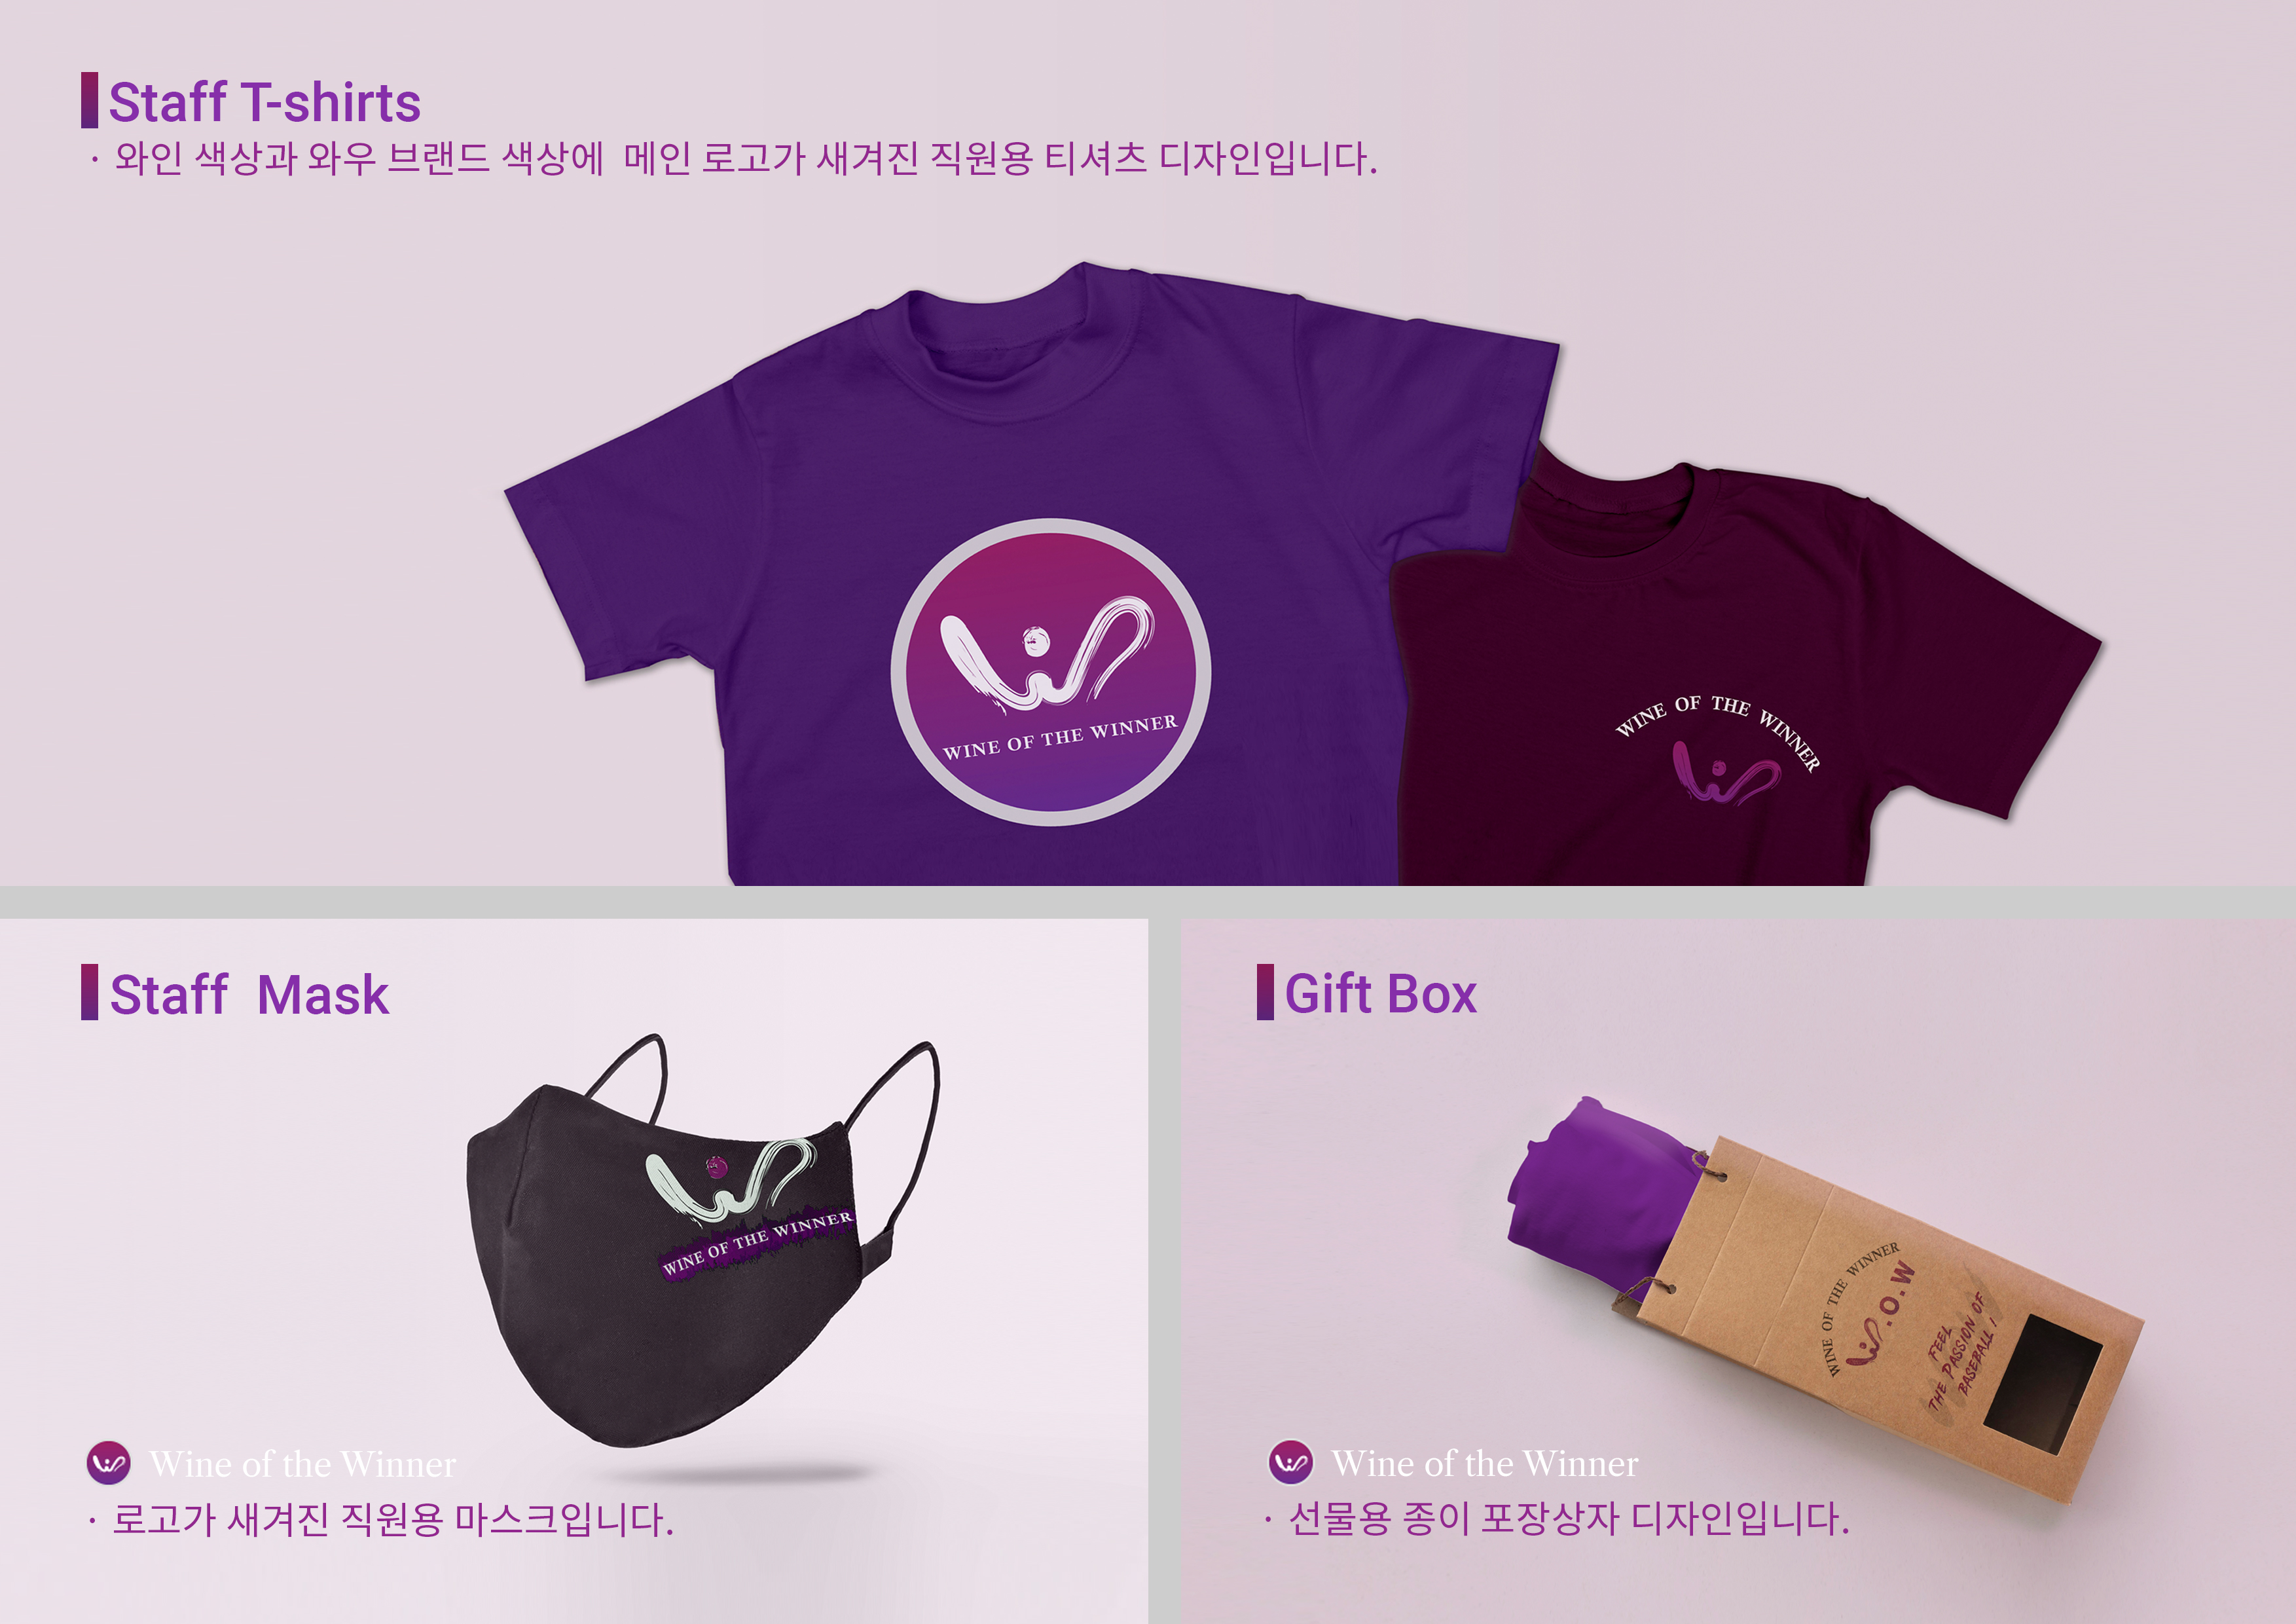 Staff T-shirts
· 와인 색상과 와우 브랜드 색상에 메인 로고가 새겨진 직원용 티셔츠 디자인입니다.
WINE OF THE WINNER
WINE OF THE WINNER
Staff Mask
WINE OF THE WINNER
Wine of the Winner
· 로고가 새겨진 직원용 마스크입니다.
Gift Box
WINE OF THE WINNER
W.O.W
FEEL
THE PASSION OF
BASEBALL !
Wine of the Winner
· 선물용 종이 포장상자 디자인입니다.